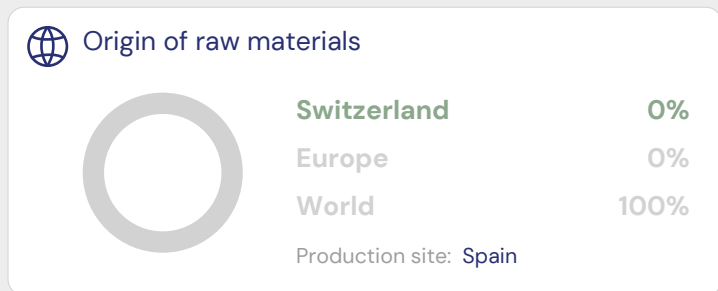 Origin of raw materials
Switzerland 0%
Europe 0%
World 100%
Production site: Spain